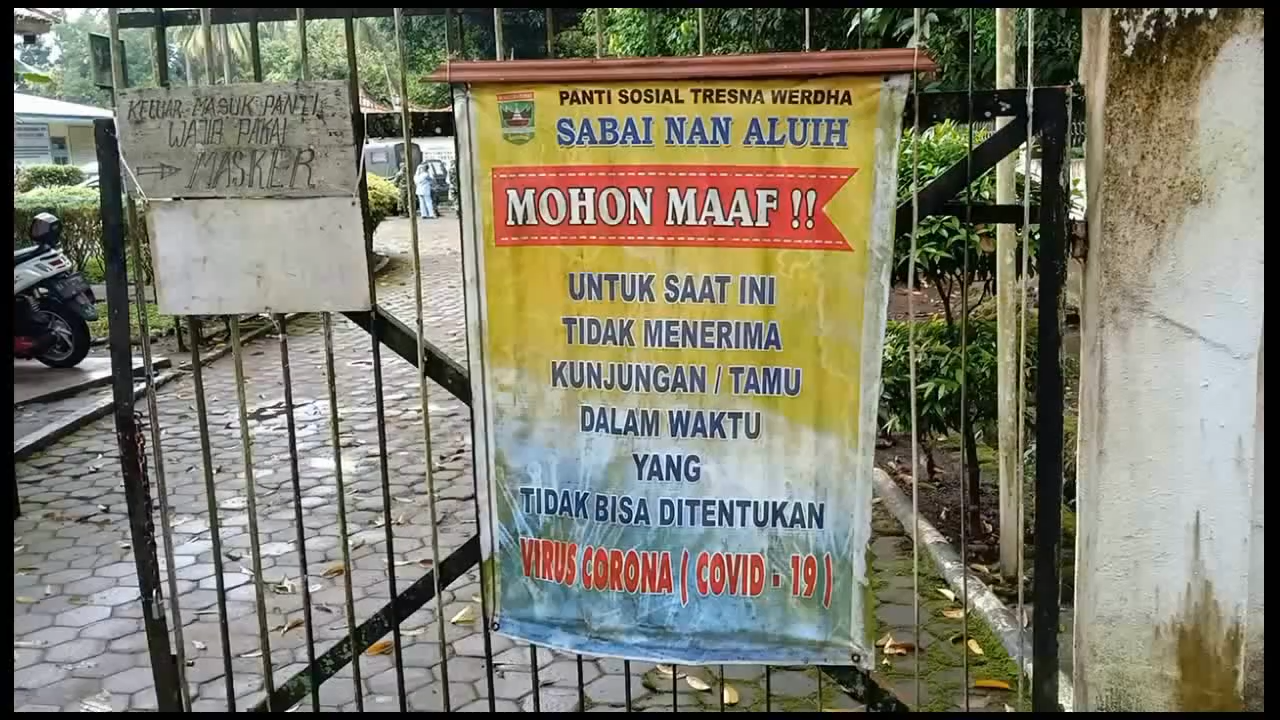 KELUAR MASUK PANTI
WAJIB PAKAI
MASKER
PANTI SOSIAL TRESNA WERDHA
SABAI NAN ALUIH
MOHON MAAF !!
UNTUK SAAT INI
TIDAK MENERIMA
KUNJUNGAN / TAMU
DALAM WAKTU
YANG
TIDAK BISA DITENTUKAN
VIRUS CORONA ( COVID - 19 )